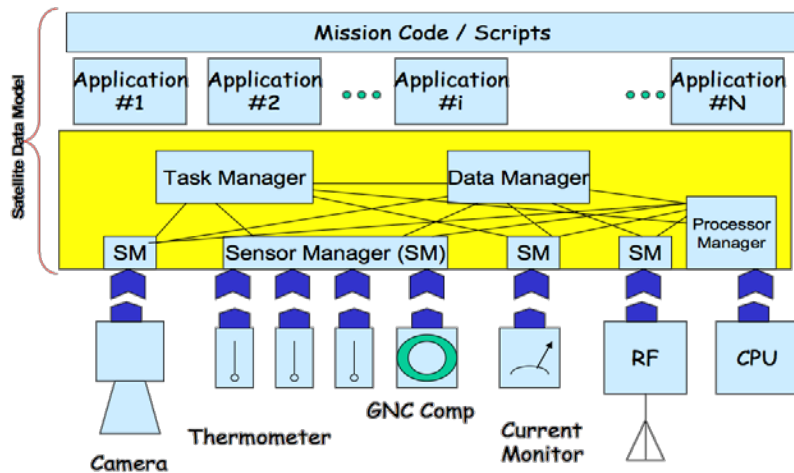 Mission Code / Scripts
Application
#1
Application
#2
Application
#i
Application
#N
Satellite Data Model
Task Manager
Data Manager
Processor
Manager
SM
Sensor Manager (SM)
SM
SM
RF
CPU
GNC Comp
Thermometer
Current
Monitor
Camera